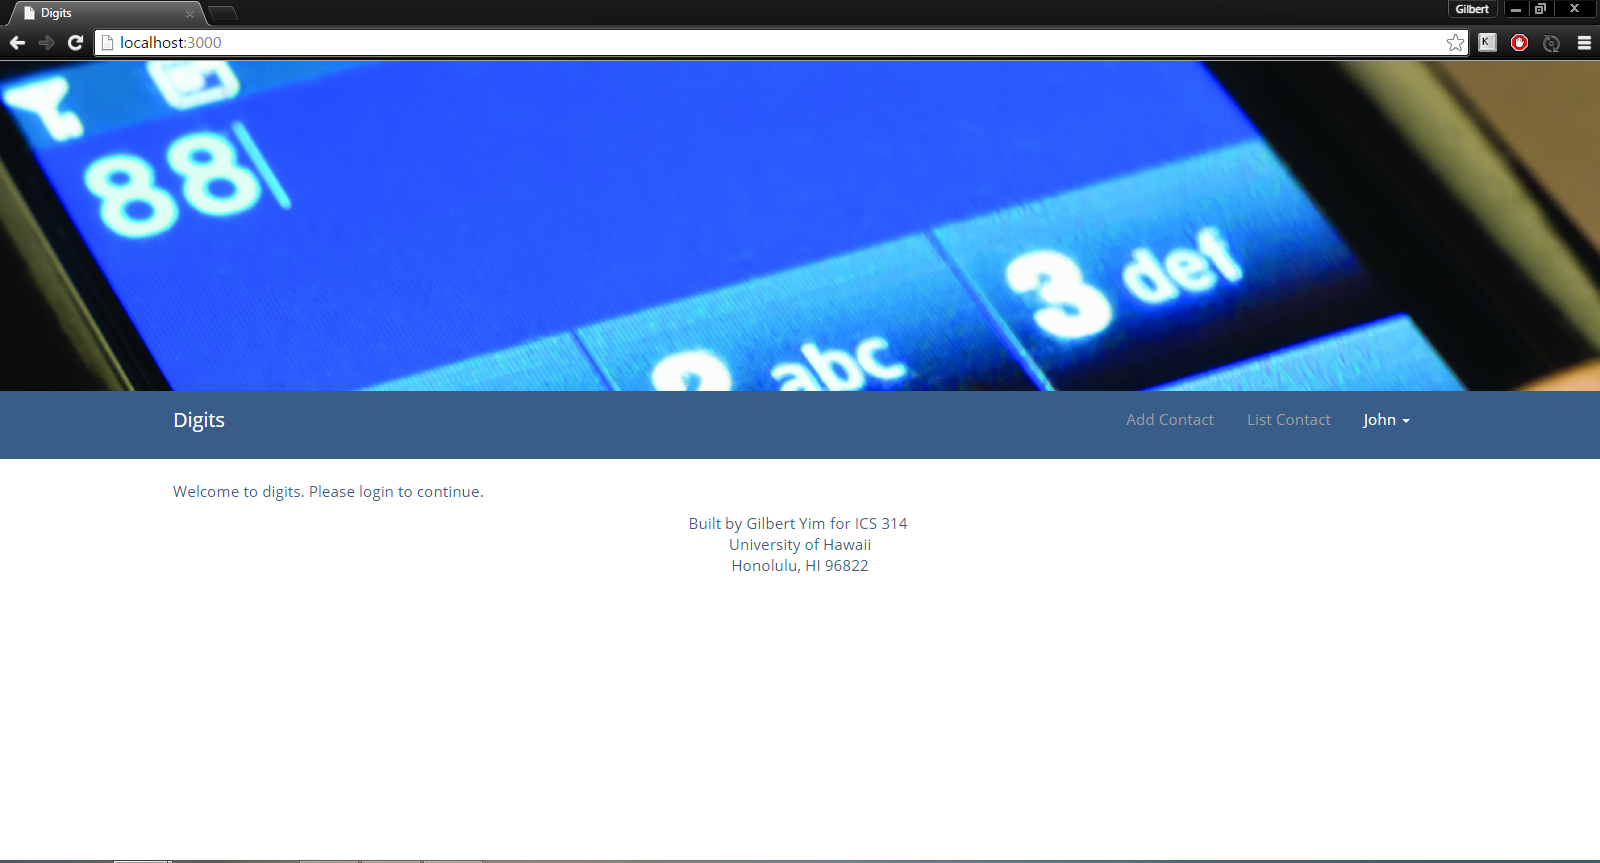 Digits
Gilbert
localhost:3000
K
88
3 def
2 abc
Digits
Add Contact
List Contact
John
Welcome to digits. Please login to continue.
Built by Gilbert Yim for ICS 314
University of Hawaii
Honolulu, HI 96822